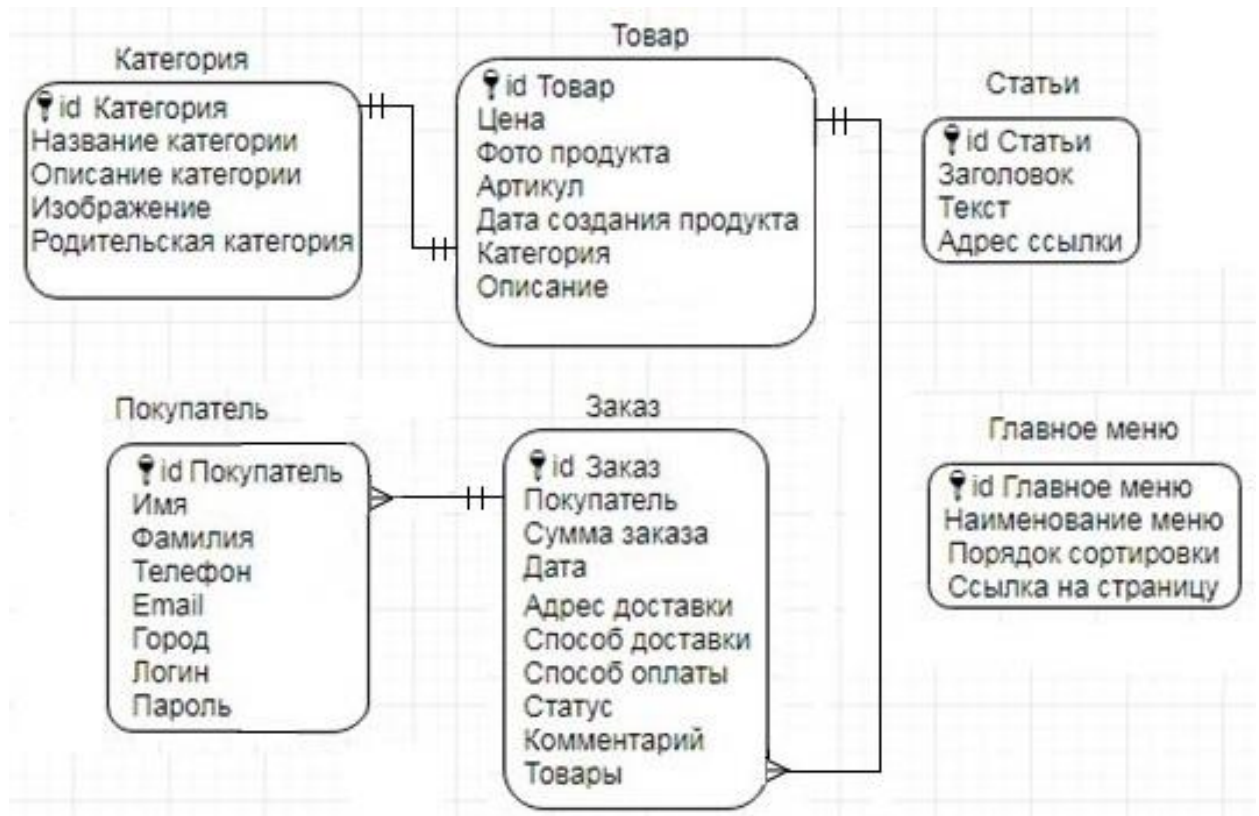 Категория
id Категория
Название категории
Описание категории
Изображение
Родительская категория
Товар
id Товар
Цена
Фото продукта
Артикул
Дата создания продукта
Категория
Описание
Статьи
id Статьи
Заголовок
Текст
Адрес ссылки
Покупатель
id Покупатель
Имя
Фамилия
Телефон
Email
Город
Логин
Пароль
Заказ
id Заказ
Покупатель
Сумма заказа
Дата
Адрес доставки
Способ доставки
Способ оплаты
Статус
Комментарий
Товары
Главное меню
id Главное меню
Наименование меню
Порядок сортировки
Ссылка на страницу